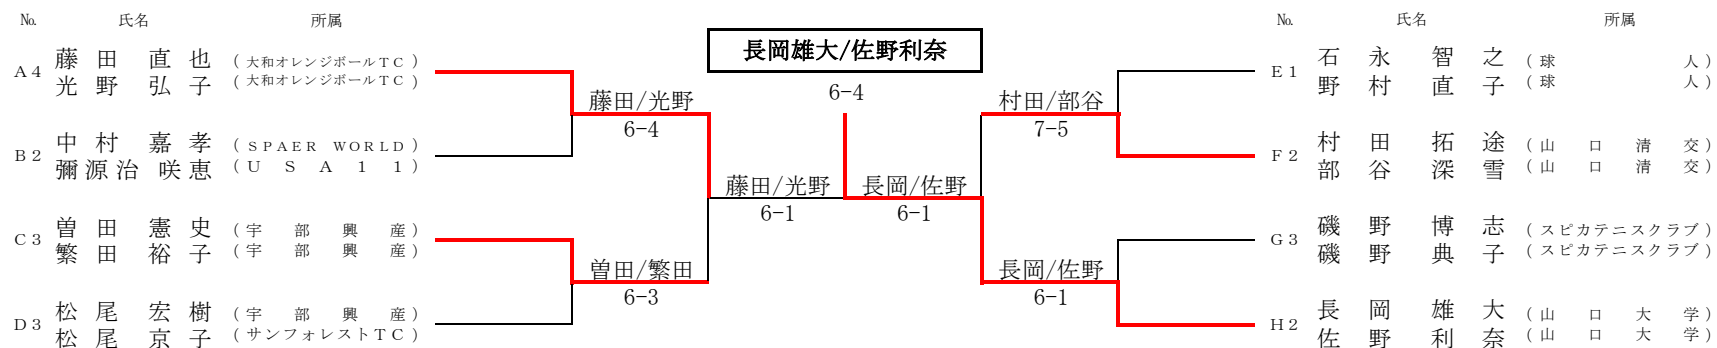 № 氏名 所属
A4 藤田 直也 (大和オレンジボールTC)
光野 弘子 (大和オレンジボールTC)
B2 中村 嘉孝 (SPAER WORLD)
彌源治 咲恵 (USA11)
C3 曽田 憲史 (宇部興産)
繁田 裕子 (宇部興産)
D3 松尾 宏樹 (宇部興産)
松尾 京子 (サンフォレストTC)
藤田/光野
6-4
曽田/繁田
6-3
藤田/光野
6-1
長岡雄大/佐野利奈
6-4
長岡/佐野
6-1
村田/部谷
7-5
長岡/佐野
6-1
№ 氏名 所属
E1 石永 智之 (球人)
野村 直子 (球人)
F2 村田 拓途 (山口清交)
部谷 深雪 (山口清交)
G3 磯野 博志 (スピカテニスクラブ)
磯野 典子 (スピカテニスクラブ)
H2 長岡 雄大 (山口大学)
佐野 利奈 (山口大学)